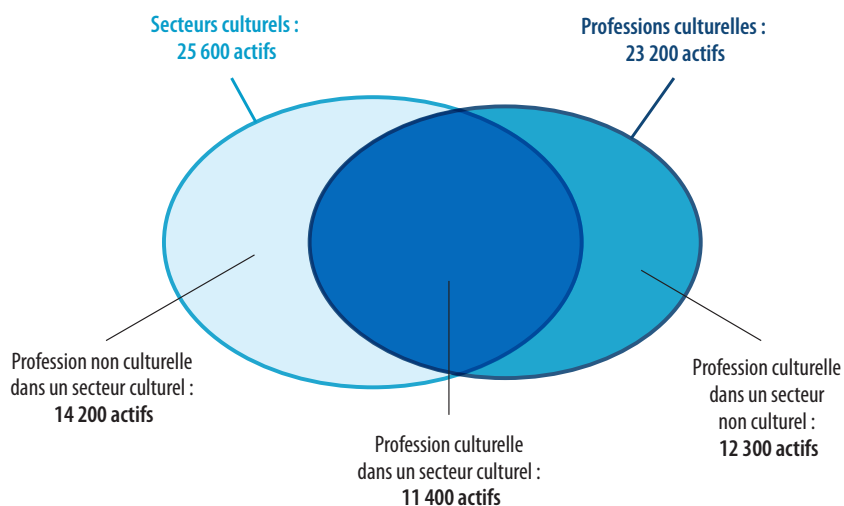 Secteurs culturels :
25 600 actifs
Professions culturelles :
23 200 actifs
Profession non culturelle
dans un secteur culturel :
14 200 actifs
Profession culturelle
dans un secteur culturel :
11 400 actifs
Profession culturelle
dans un secteur
non culturel :
12 300 actifs